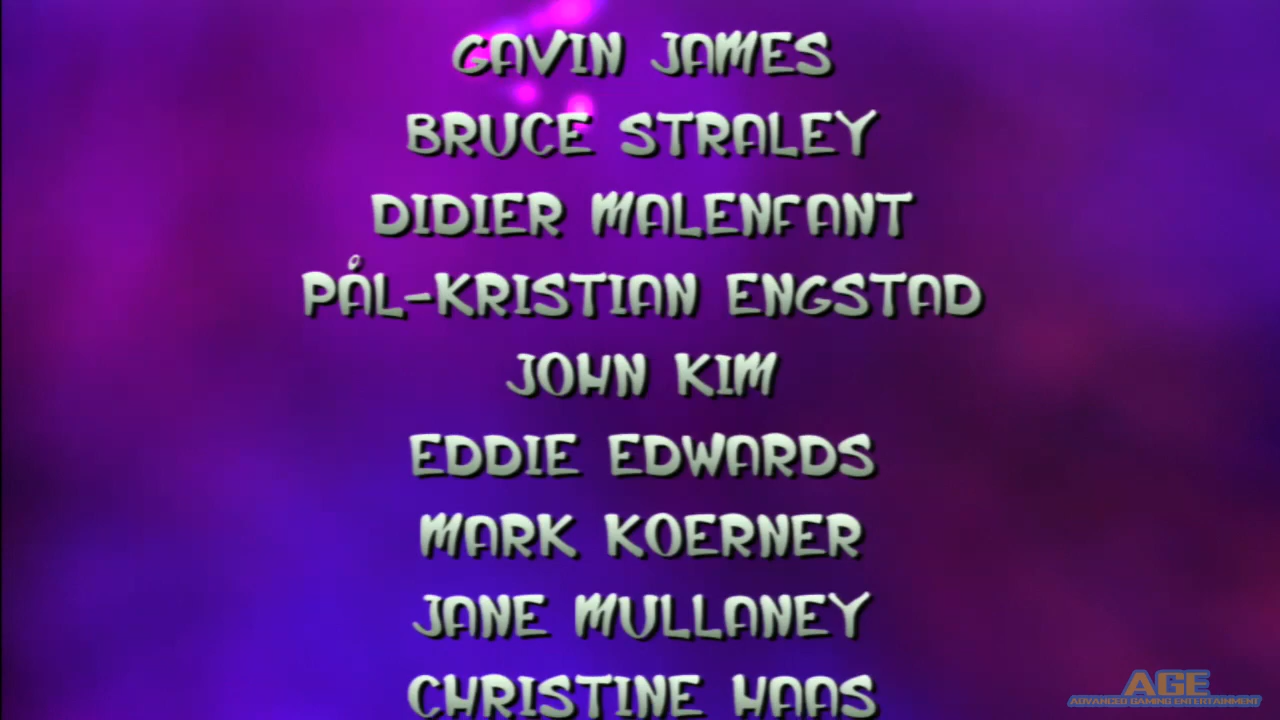 GAVIN JAMES
BRUCE STRALEY
DIDIER MALENFANT
PÅL-KRISTIAN ENGSTAD
JOHN KIM
EDDIE EDWARDS
MARK KOERNER
JANE MULLANEY
CHRISTINE HAAS
AGE
ADVANCED GAMING ENTERTAINMENT